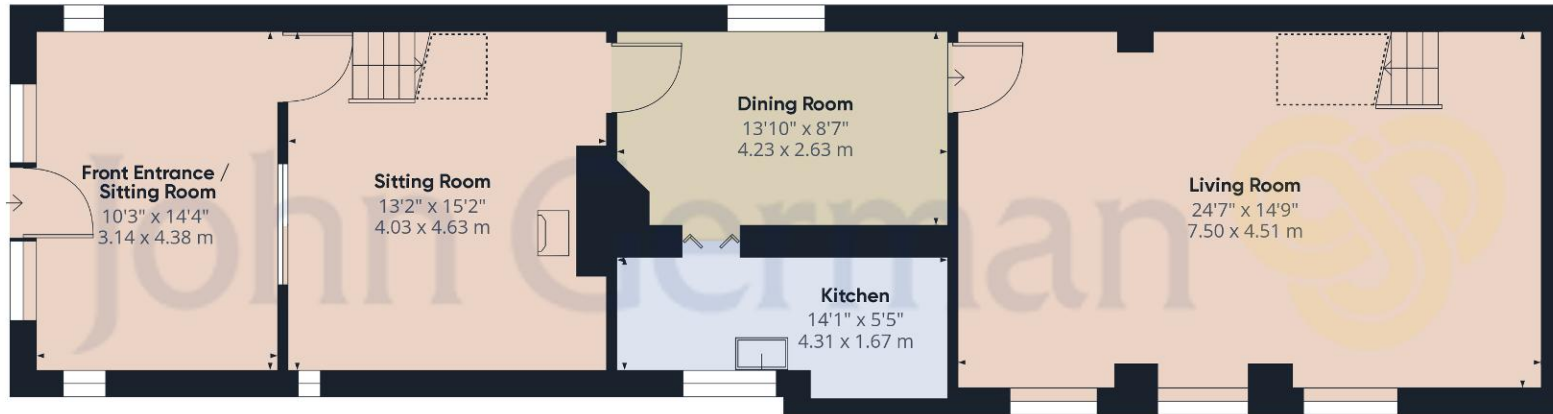 Front Entrance /
Sitting Room
10'3" x 14'4"
3.14 x 4.38 m
Sitting Room
13'2" x 15'2"
4.03 x 4.63 m
Dining Room
13'10" x 8'7"
4.23 x 2.63 m
Kitchen
14'1" x 5'5"
4.31 x 1.67 m
Living Room
24'7" x 14'9"
7.50 x 4.51 m
John German